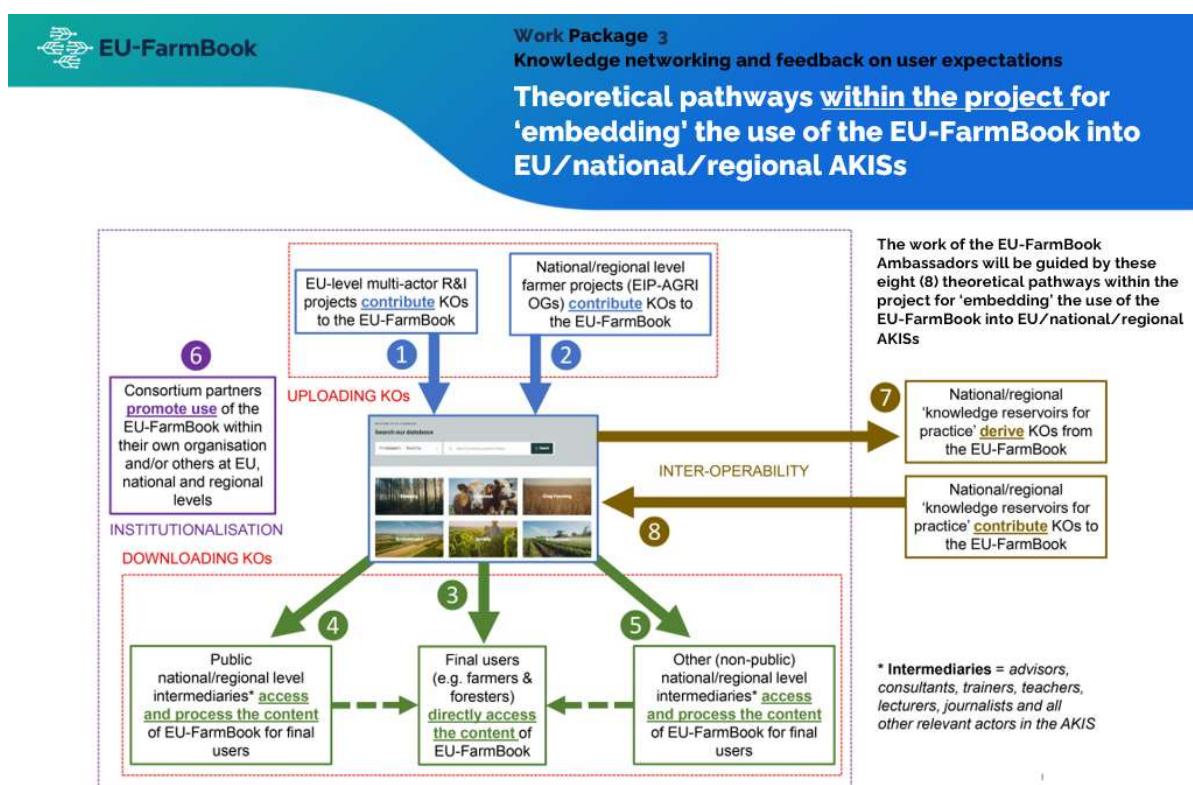 EU-FarmBook
Work Package 3
Knowledge networking and feedback on user expectations
Theoretical pathways within the project for
‘embedding’ the use of the EU-FarmBook into
EU/national/regional AKISs
The work of the EU-FarmBook
Ambassadors will be guided by these
eight (8) theoretical pathways within the
project for ‘embedding’ the use of the
EU-FarmBook into EU/national/regional
AKISs
EU-level multi-actor R&I
projects contribute KOs
to the EU-FarmBook
National/regional level
farmer projects (EIP-AGRI
OGs) contribute KOs to
the EU-FarmBook
1
2
UPLOADING KOs
6
Consortium partners
promote use of the
EU-FarmBook within
their own organisation
and/or others at EU,
national and regional
levels
INSTITUTIONALISATION
Search our database
7
National/regional
‘knowledge reservoirs for
practice’ derive KOs from
the EU-FarmBook
INTER-OPERABILITY
National/regional
‘knowledge reservoirs for
practice’ contribute KOs to
the EU-FarmBook
8
DOWNLOADING KOs
4
3
5
Public
national/regional level
intermediaries* access
and process the content
of EU-FarmBook for final
users
Final users
(e.g. farmers &
foresters)
directly access
the content of
EU-FarmBook
Other (non-public)
national/regional level
intermediaries* access
and process the content
of EU-FarmBook for final
users
* Intermediaries = advisors,
consultants, trainers, teachers,
lecturers, journalists and all
other relevant actors in the AKIS